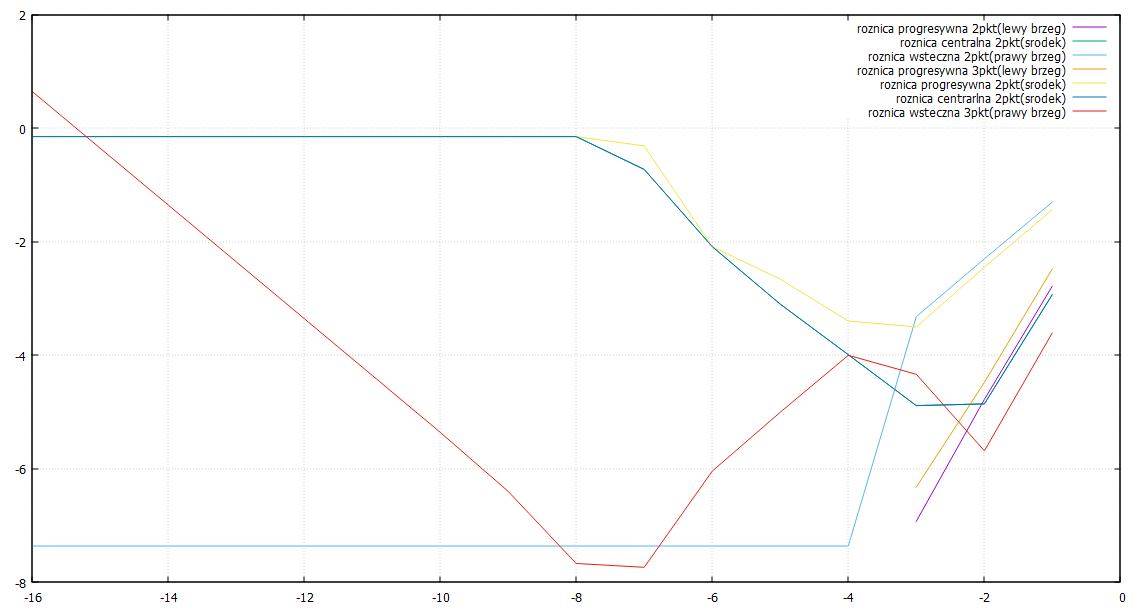 2
roznica progresywna 2pkt(lewy brzeg)
roznica centralna 2pkt(srodek)
roznica wsteczna 2pkt(prawy brzeg)
roznica progresywna 3pkt(lewy brzeg)
roznica progresywna 2pkt(srodek)
roznica centrarlna 2pkt(srodek)
roznica wsteczna 3pkt(prawy brzeg)
0
-2
-4
-6
-8
-16 -14 -12 -10 -8 -6 -4 -2 0